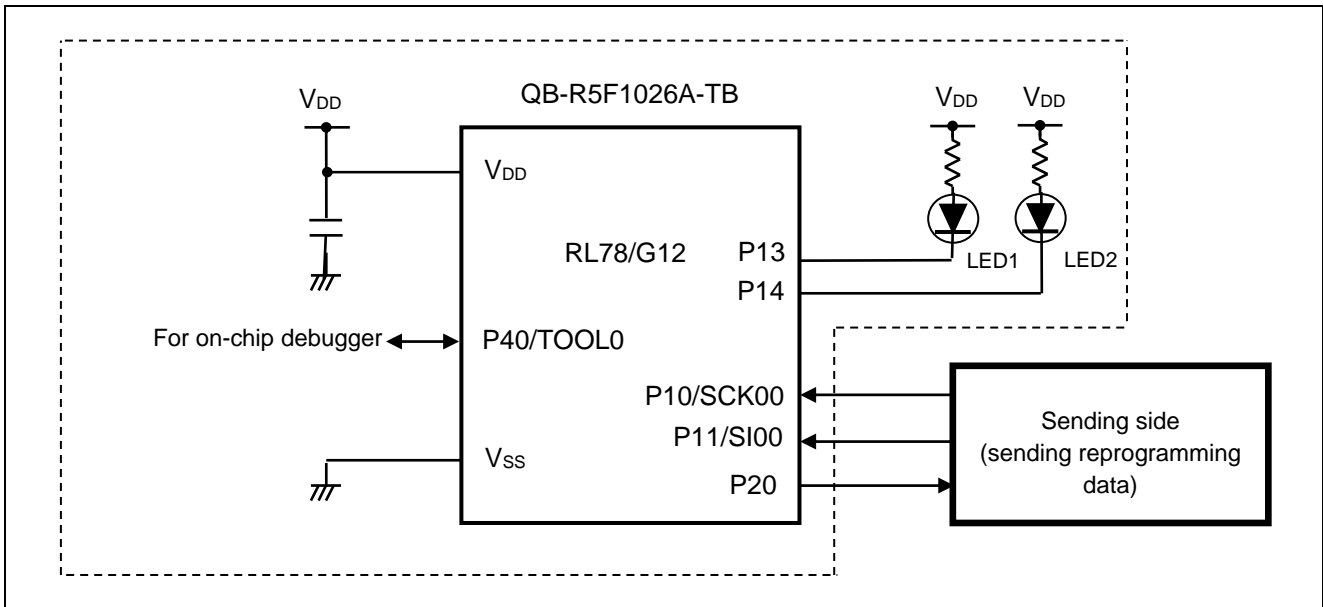 QB-R5F1026A-TB
VDD
VDD
VDD
VDD
RL78/G12
P13
P14
LED1
LED2
For on-chip debugger
P40/TOOL0
P10/SCK00
P11/SI00
P20
VSS
Sending side
(sending reprogramming
data)